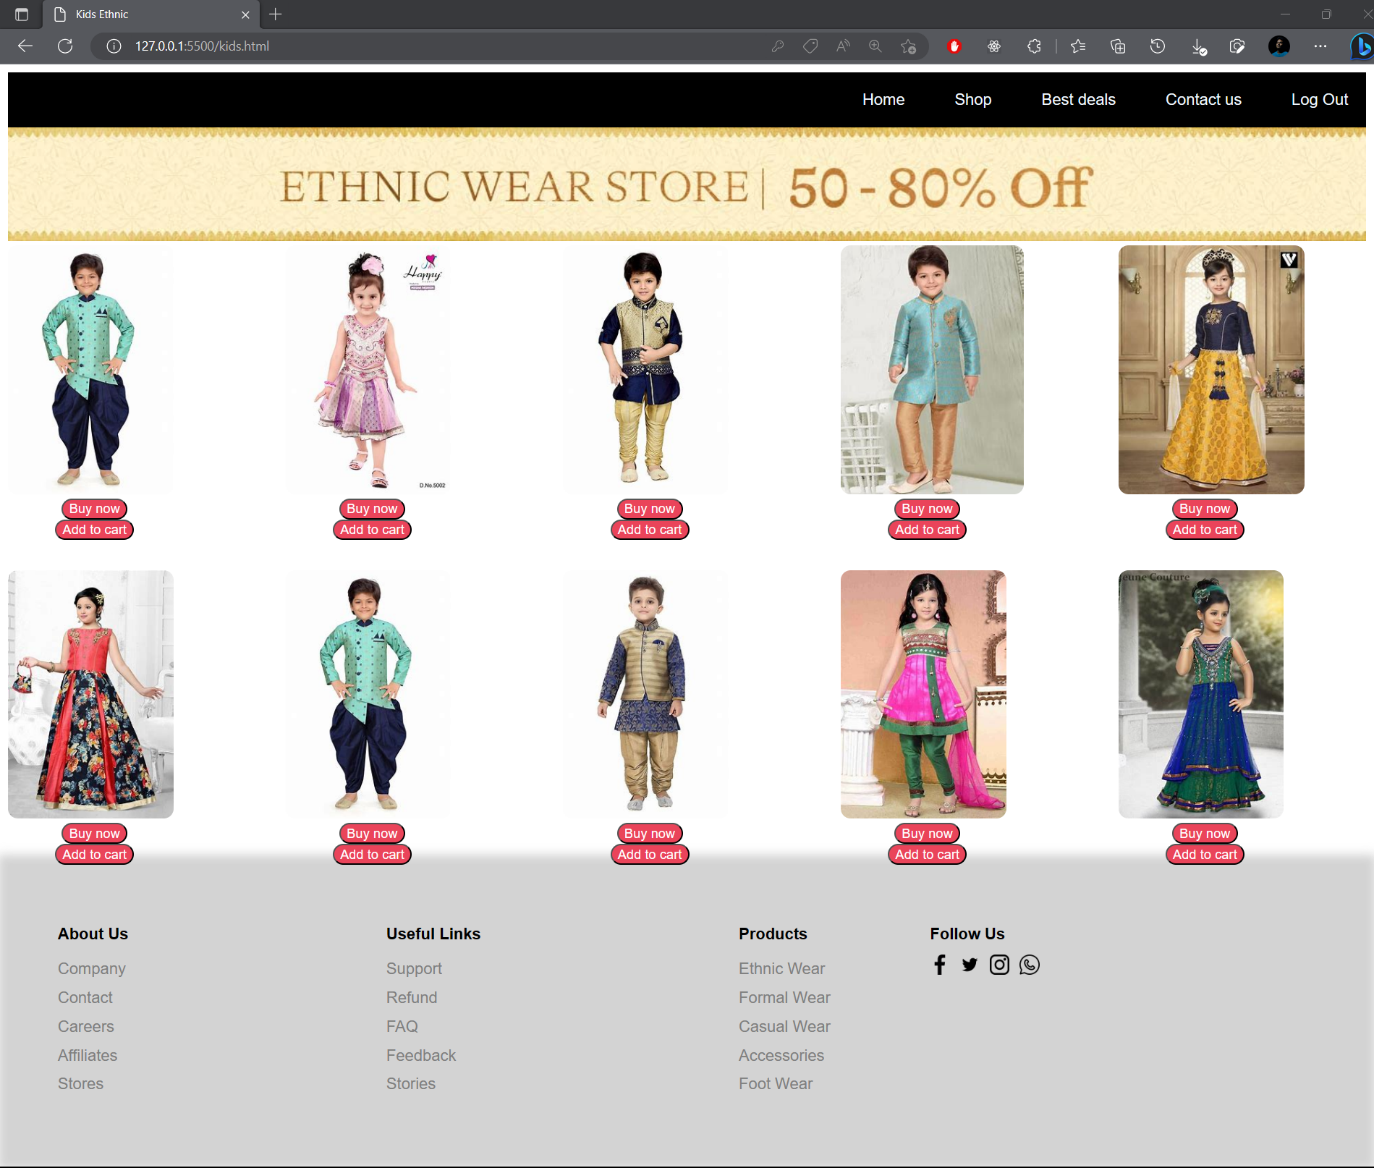 Kids Ethnic
127.0.0.1:5500/kids.html
Home Shop Best deals Contact us Log Out
ETHNIC WEAR STORE | 50 - 80% Off
Happy
D.No.5002
Buy now Buy now Buy now Buy now Buy now
Add to cart Add to cart Add to cart Add to cart Add to cart
Couture
Buy now Buy now Buy now Buy now Buy now
Add to cart Add to cart Add to cart Add to cart Add to cart
About Us Useful Links Products Follow Us
Company Support Ethnic Wear
Contact Refund Formal Wear
Careers FAQ Casual Wear
Affiliates Feedback Accessories
Stores Stories Foot Wear